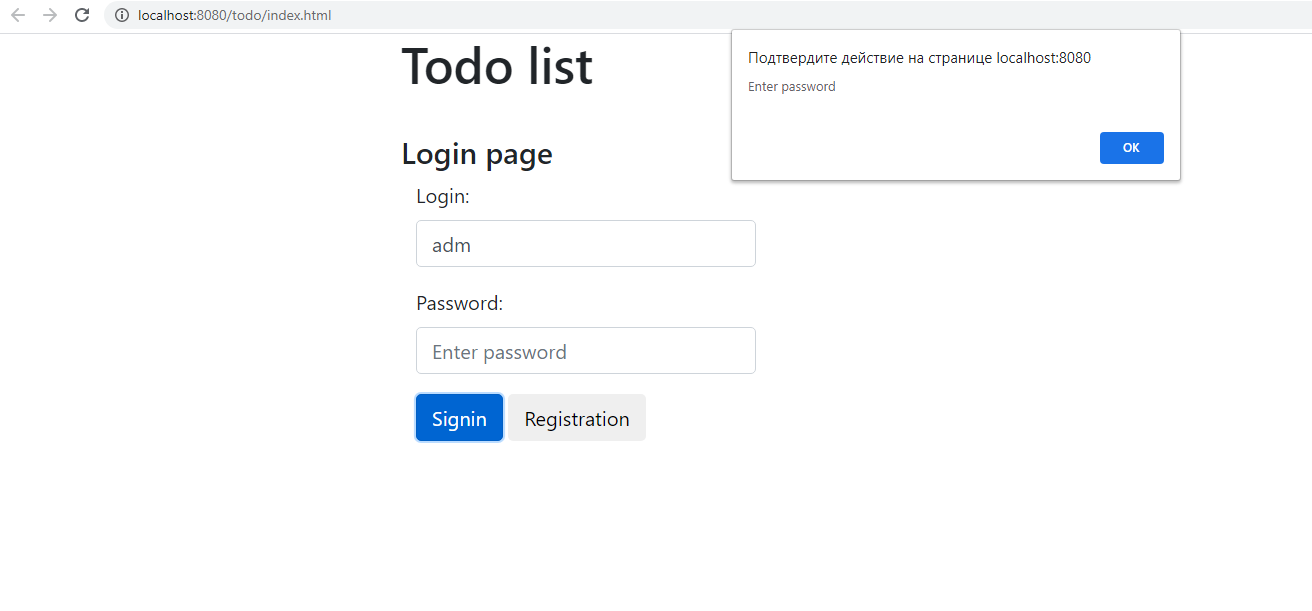 localhost:8080/todo/index.html
Todo list
Подтвердите действие на странице localhost:8080
Enter password
OK
Login page
Login:
adm
Password:
Enter password
Signin
Registration